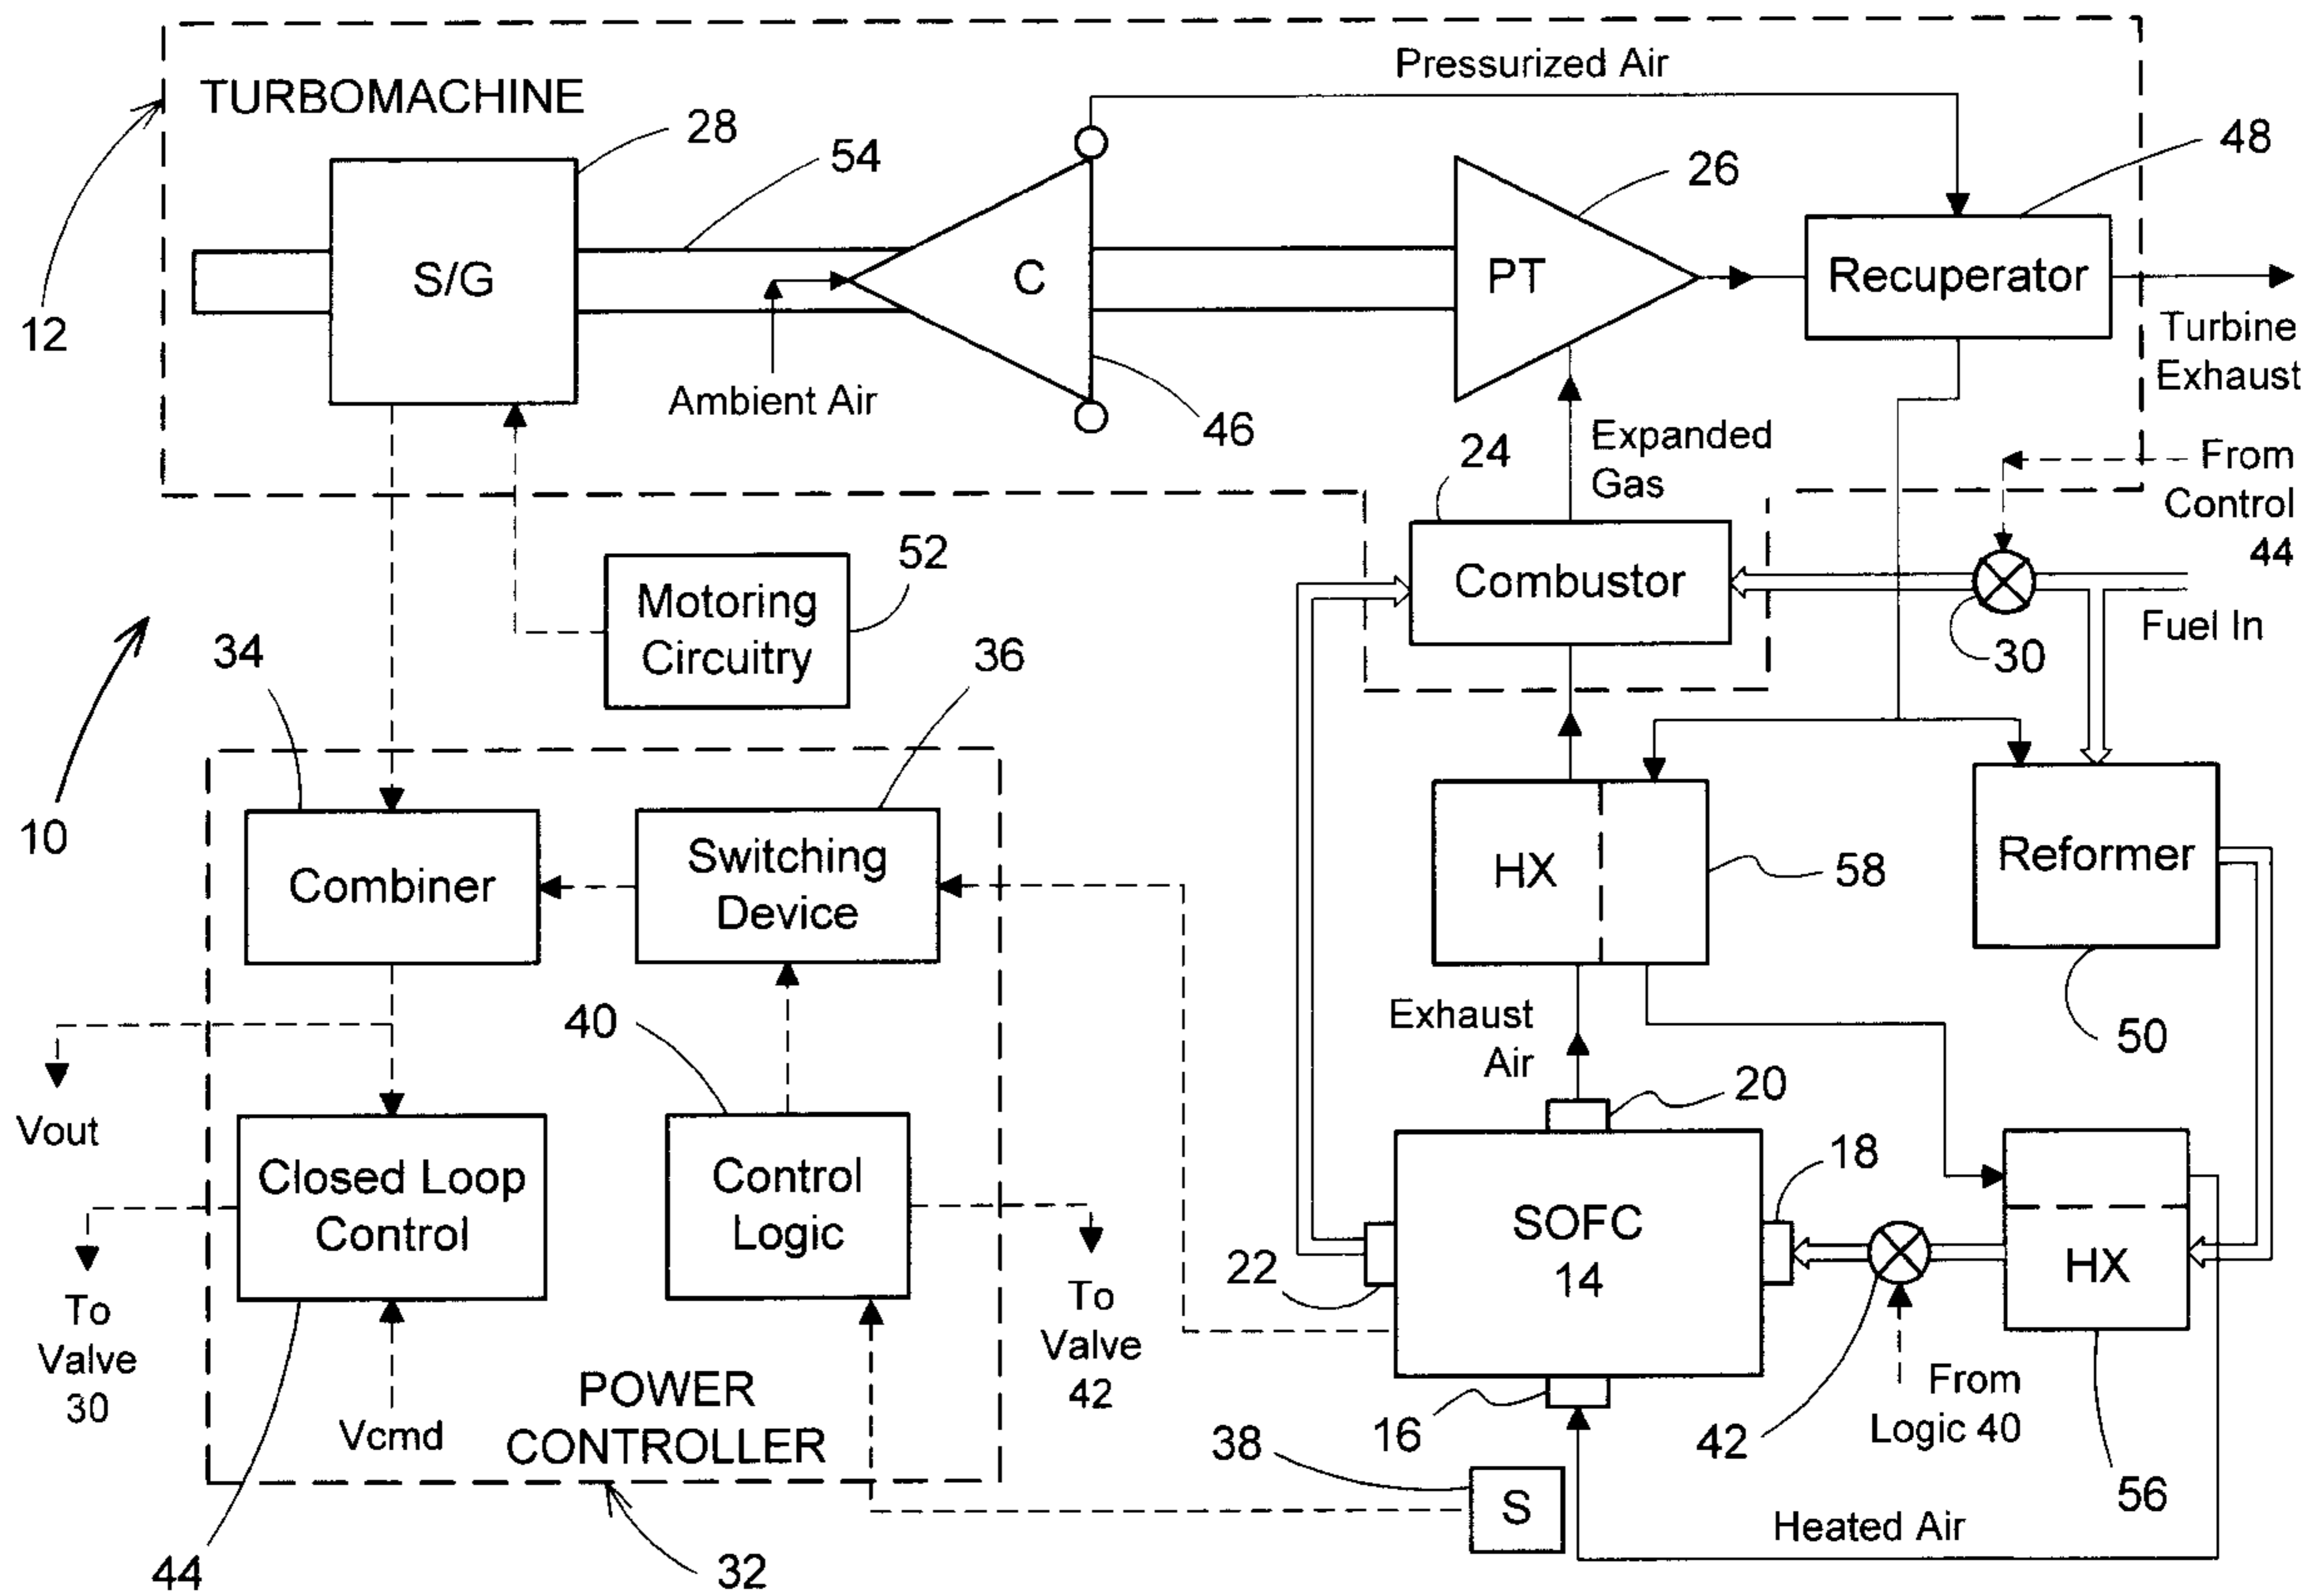 Pressurized Air
TURBOMACHINE
28
54
48
26
S/G
C
PT
Recuperator
12
Turbine
Exhaust
Ambient Air
46
Expanded
Gas
24
From
Control
44
52
Motoring
Circuitry
Combustor
Fuel In
30
34
36
10
Combiner
Switching
Device
HX
58
Reformer
40
Exhaust
Air
50
20
Vout
18
Closed Loop
Control
Control
Logic
SOFC
14
22
HX
To
Valve
30
To
Valve
42
Vcmd
POWER
CONTROLLER
16
42
From
Logic 40
38
S
56
Heated Air
44
32